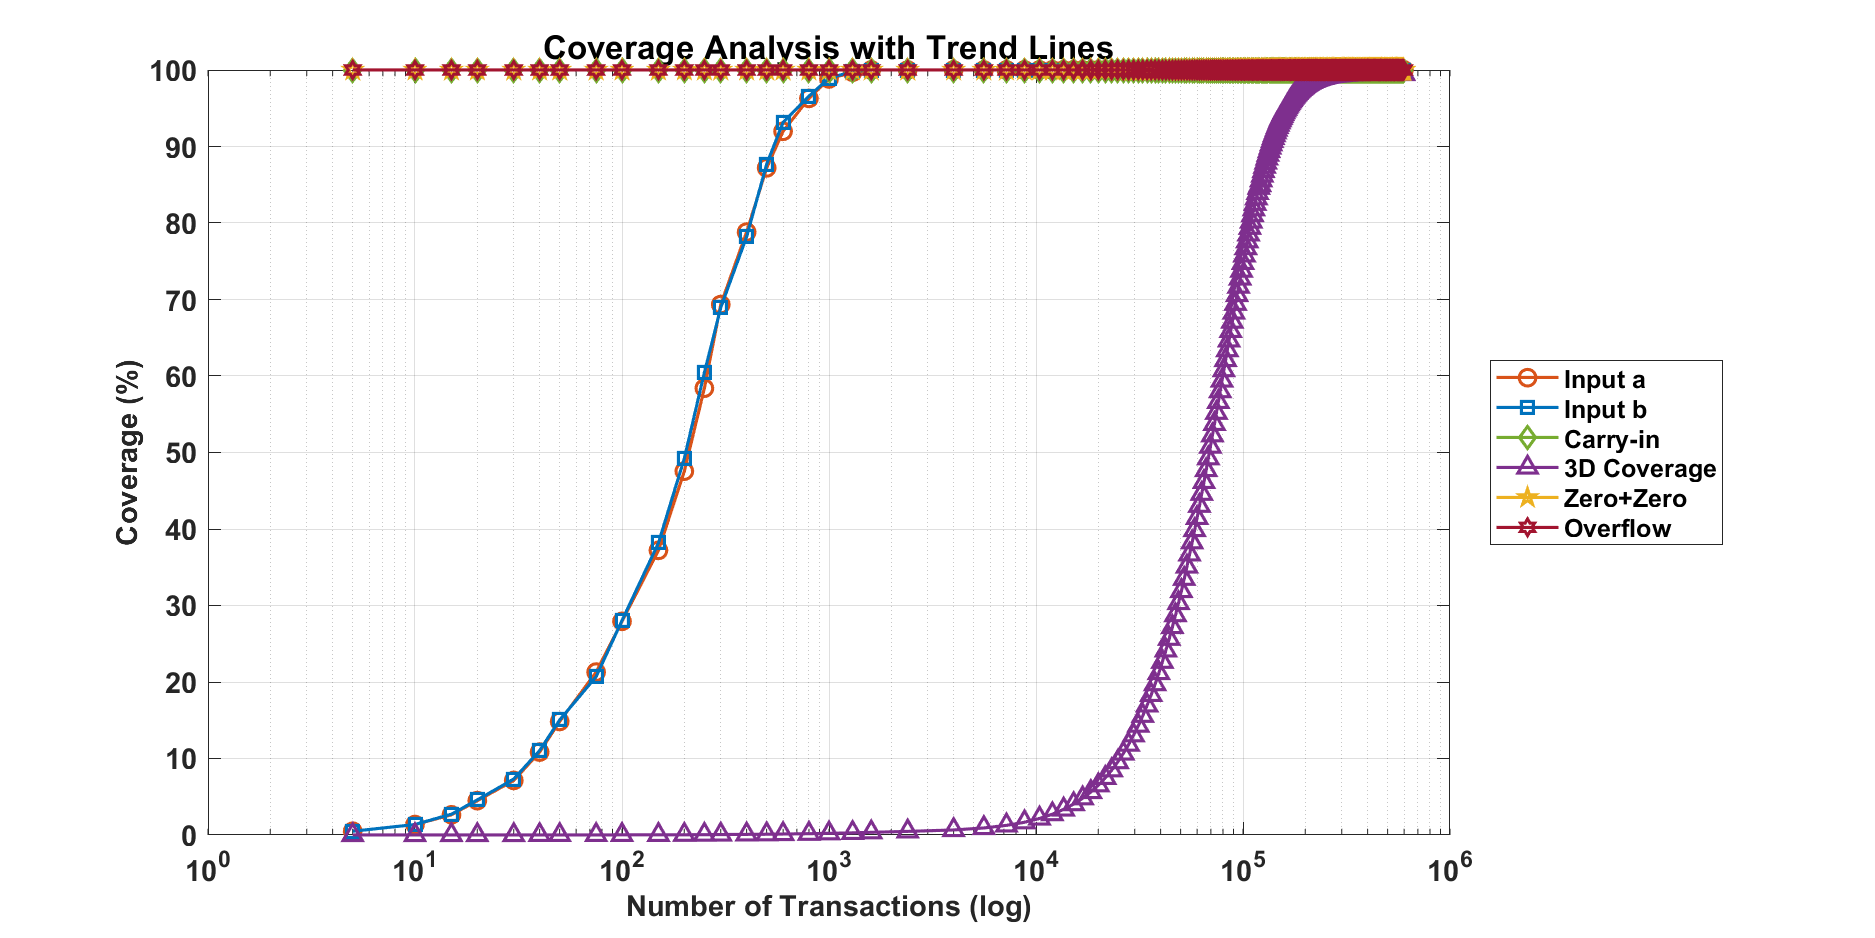 Coverage Analysis with Trend Lines
100
90
80
70
60
50
40
30
20
10
0
Coverage (%)
10^0 10^1 10^2 10^3 10^4 10^5 10^6
Number of Transactions (log)
Input a
Input b
Carry-in
3D Coverage
Zero+Zero
Overflow